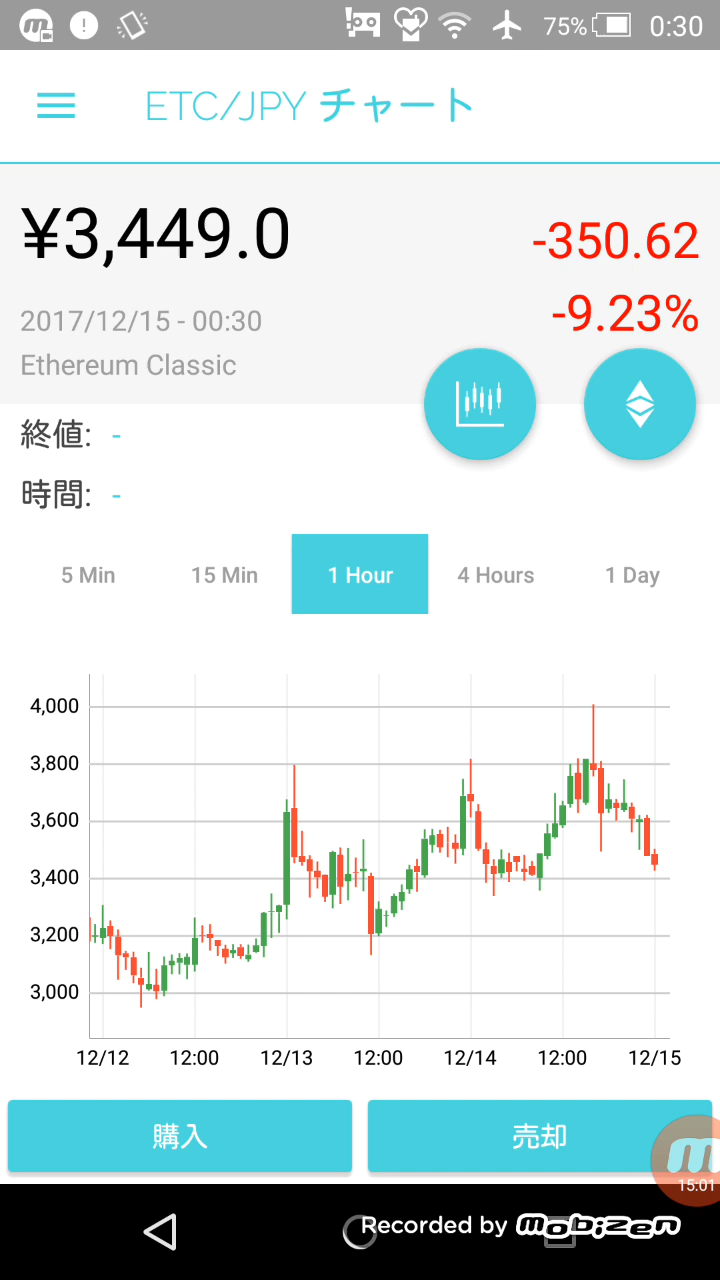 75% 0:30
ETC/JPY チャート
¥3,449.0
-350.62
-9.23%
2017/12/15 - 00:30
Ethereum Classic
終値: -
時間: -
5 Min 15 Min 1 Hour 4 Hours 1 Day
4,000
3,800
3,600
3,400
3,200
3,000
12/12 12:00 12/13 12:00 12/14 12:00 12/15
購入 売却
15:01
Recorded by mobizen